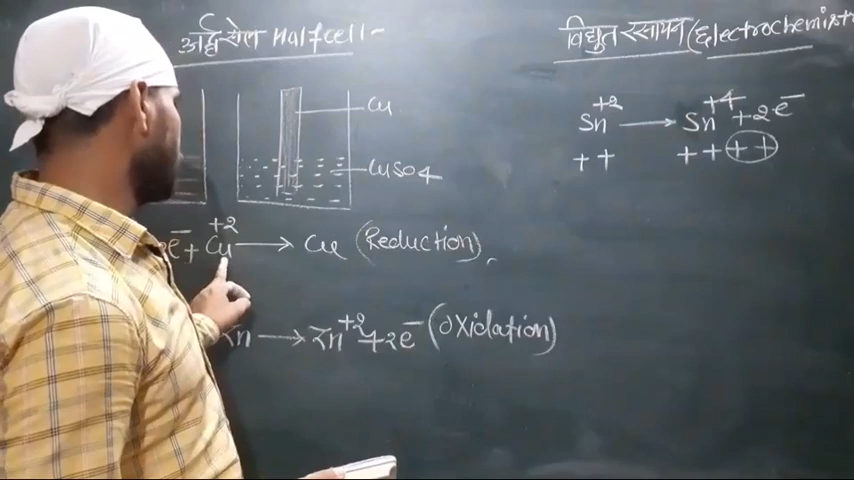 अर्द्ध सेल Half cell :-
विद्युत रसायन (Electrochemistr
Cu
CuSO4
Sn+2 → Sn+4 + 2e-
++ ++ ++
e- + Cu+2 → Cu (Reduction),
Zn → Zn+2 + 2e- (Oxidation)